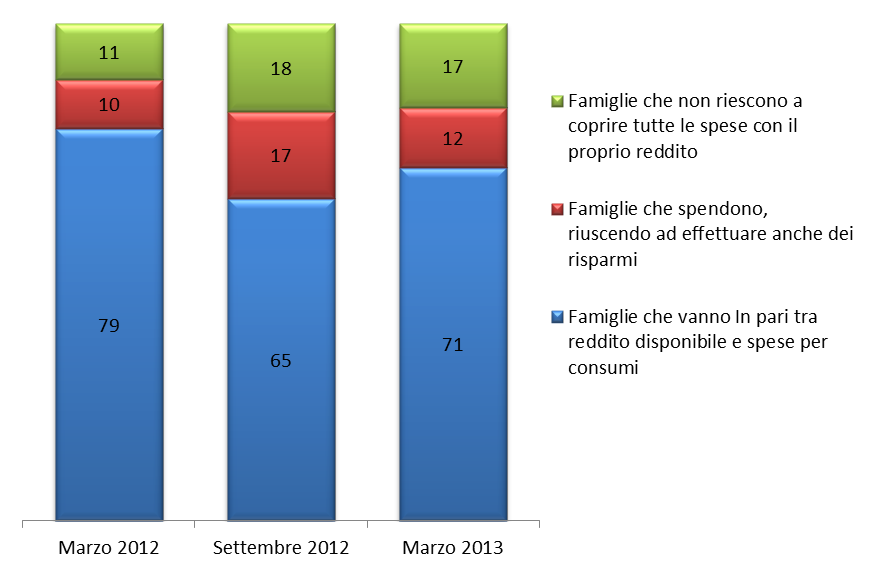 11
18
17
10
17
12
79
65
71
Marzo 2012
Settembre 2012
Marzo 2013
Famiglie che non riescono a
coprire tutte le spese con il
proprio reddito
Famiglie che spendono,
riuscendo ad effettuare anche dei
risparmi
Famiglie che vanno In pari tra
reddito disponibile e spese per
consumi